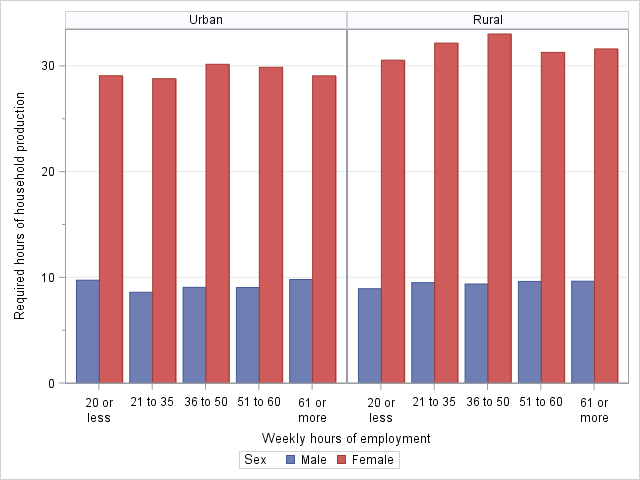 Urban
Rural
Required hours of household production
30
20
10
0
20 or less
21 to 35
36 to 50
51 to 60
61 or more
20 or less
21 to 35
36 to 50
51 to 60
61 or more
Weekly hours of employment
Sex Male Female